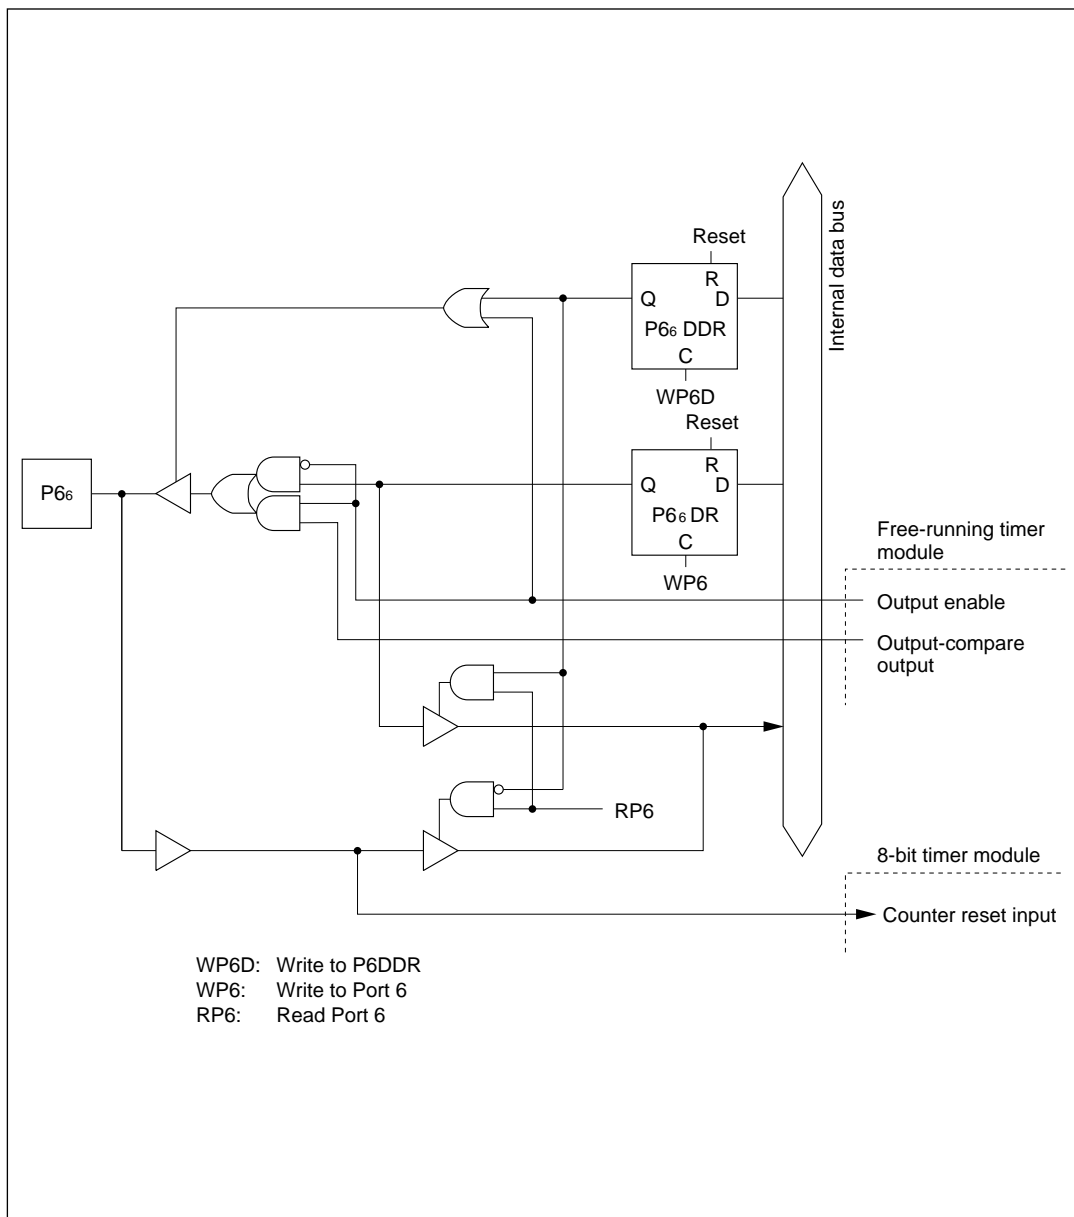 Reset
R
Q D
P6₆ DDR
C
WP6D
Internal data bus
Reset
R
Q D
P6₆ DR
C
WP6
P6₆
Free-running timer
module
Output enable
Output-compare
output
RP6
8-bit timer module
Counter reset input
WP6D: Write to P6DDR
WP6: Write to Port 6
RP6: Read Port 6